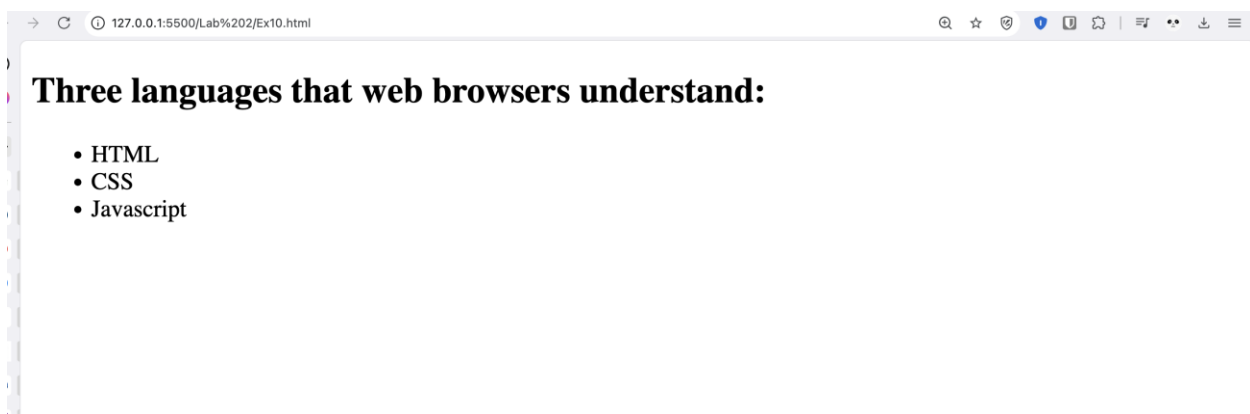 127.0.0.1:5500/Lab%202/Ex10.html
Three languages that web browsers understand:
HTML
CSS
Javascript